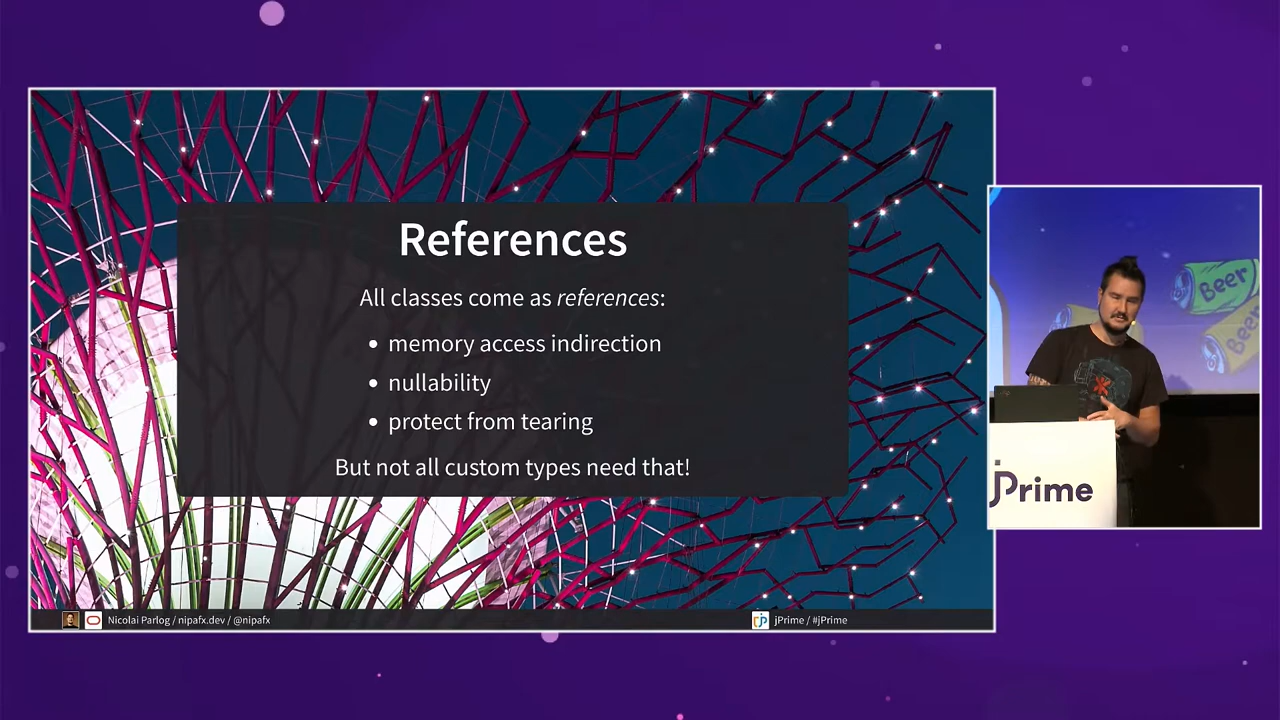 References
All classes come as references:
• memory access indirection
• nullability
• protect from tearing
But not all custom types need that!
Nicolai Parlog / nipafx.dev / @nipafx
jPrime / #jPrime
Beer
Beer
jPrime